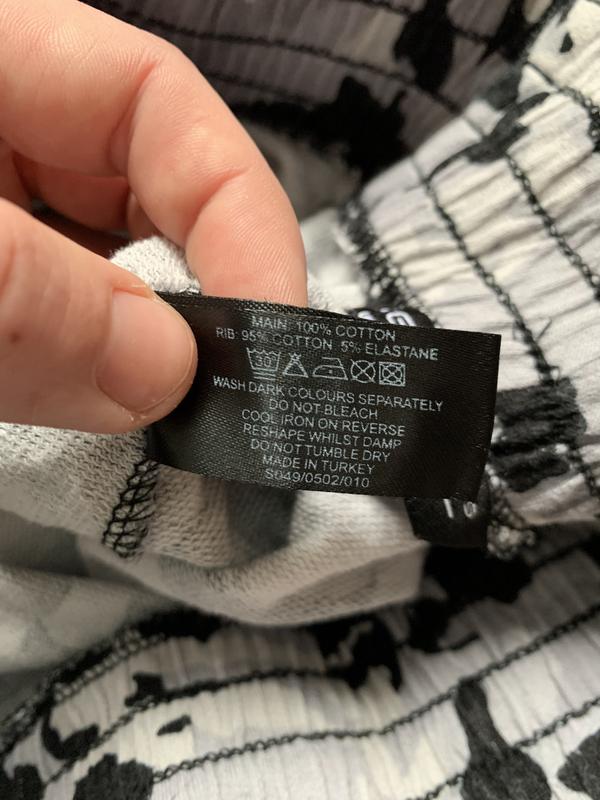 MAIN: 100% COTTON
RIB: 95% COTTON 5% ELASTANE
30
WASH DARK COLOURS SEPARATELY
DO NOT BLEACH
COOL IRON ON REVERSE
RESHAPE WHILST DAMP
DO NOT TUMBLE DRY
MADE IN TURKEY
S049/0502/010